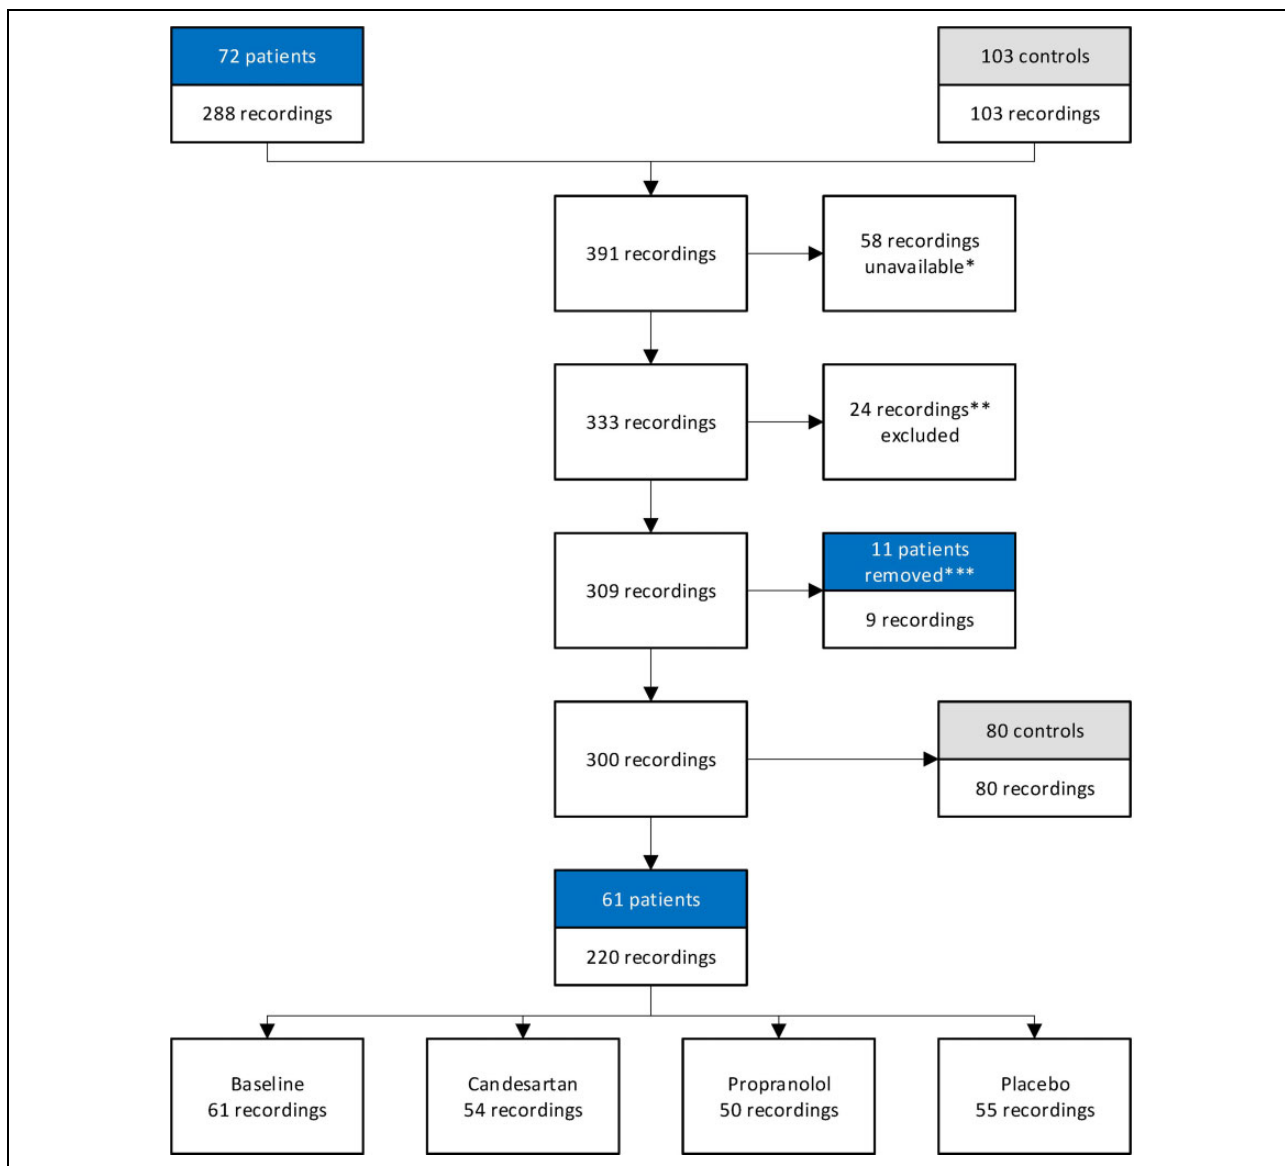 72 patients
288 recordings
103 controls
103 recordings
391 recordings
58 recordings
unavailable*
333 recordings
24 recordings**
excluded
309 recordings
11 patients
removed***
9 recordings
300 recordings
80 controls
80 recordings
61 patients
220 recordings
Baseline
61 recordings
Candesartan
54 recordings
Propranolol
50 recordings
Placebo
55 recordings